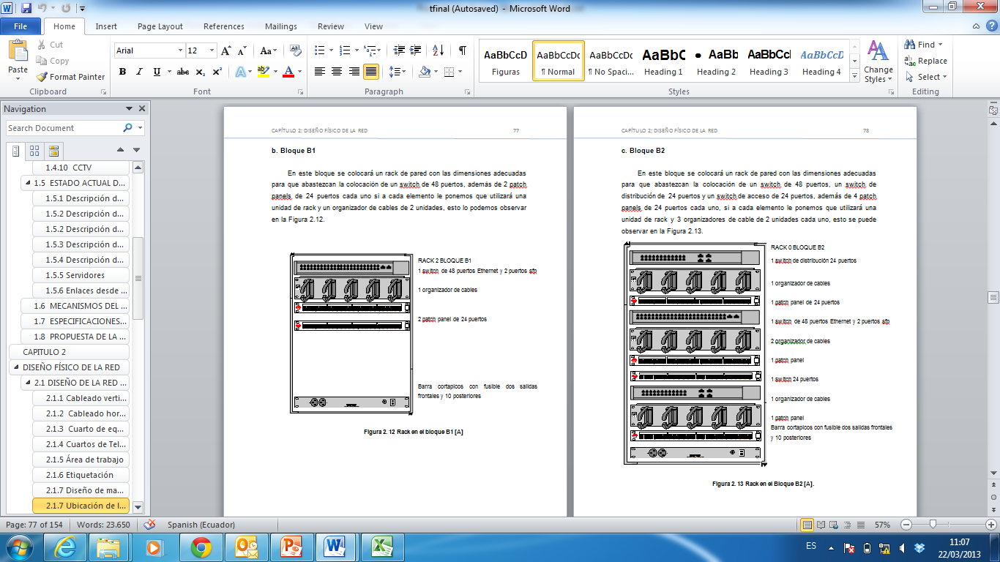 tfinal (Autosaved) - Microsoft Word
File Home Insert Page Layout References Mailings Review View
Paste
Cut
Copy
Format Painter
Clipboard
Arial 12
Font
Paragraph
AaBbCcD AaBbCcDc AaBbCcDc AaBbC AaBb AaBbCcl AaBbCcD
Figuras ¶ Normal ¶ No Spaci... Heading 1 Heading 2 Heading 3 Heading 4
Change Styles
Styles
Find
Replace
Select
Editing
Navigation
Search Document
1.4.10 CCTV
1.5 ESTADO ACTUAL D...
1.5.1 Descripción d...
1.5.2 Descripción d...
1.5.2 Descripción d...
1.5.3 Descripción d...
1.5.4 Descripción d...
1.5.5 Servidores
1.5.6 Enlaces desde ...
1.6 MECANISMOS DEL ...
1.7 ESPECIFICACIONES...
1.8 PROPUESTA DE LA ...
CAPITULO 2
DISEÑO FÍSICO DE LA RED
2.1 DISEÑO DE LA RED ...
2.1.1 Cableado verti...
2.1.2 Cableado hor...
2.1.3 Cuarto de eq...
2.1.4 Cuartos de Tel...
2.1.5 Área de trabajo
2.1.6 Etiquetación
2.1.7 Diseño de ma...
2.1.7 Ubicación de l...
CAPÍTULO 2; DISEÑO FÍSICO DE LA RED 77
b. Bloque B1
En este bloque se colocará un rack de pared con las dimensiones adecuadas
para que abastezcan la colocación de un switch de 48 puertos, además de 2 patch
panels, de 24 puertos cada uno si a cada elemento le ponemos que utilizará una
unidad de rack y un organizador de cables de 2 unidades, esto lo podemos observar
en la Figura 2.12.
RACK 2 BLOQUE B1
1 switch de 48 puertos Ethernet y 2 puertos sfp
1 organizador de cables
2 patch panel de 24 puertos
Barra cortapicos con fusible dos salidas
frontales y 10 posteriores
Figura 2. 12 Rack en el bloque B1 [A]
CAPÍTULO 2; DISEÑO FÍSICO DE LA RED 78
c. Bloque B2
En este bloque se colocará un rack de pared con las dimensiones adecuadas
para que abastezcan la colocación de un switch de 48 puertos, un switch de
distribución de 24 puertos y un switch de acceso de 24 puertos, además de 4 patch
panels de 24 puertos cada uno, si a cada elemento le ponemos que utilizará una
unidad de rack y 3 organizadores de cable de 2 unidades cada uno, esto se puede
observar en la Figura 2.13.
RACK 0 BLOQUE B2
1 switch de distribución 24 puertos
1 organizador de cables
1 patch panel de 24 puertos
1 switch de 48 puertos Ethernet y 2 puertos sfp
2 organizador de cables
1 patch panel
1 switch 24 puertos
1 organizador de cables
1 patch panel
Barra cortapicos con fusible dos salidas frontales
y 10 posteriores
Figura 2. 13 Rack en el Bloque B2 [A].
Page: 77 of 154 Words: 23.650 Spanish (Ecuador) 57%
ES 11:07
22/03/2013